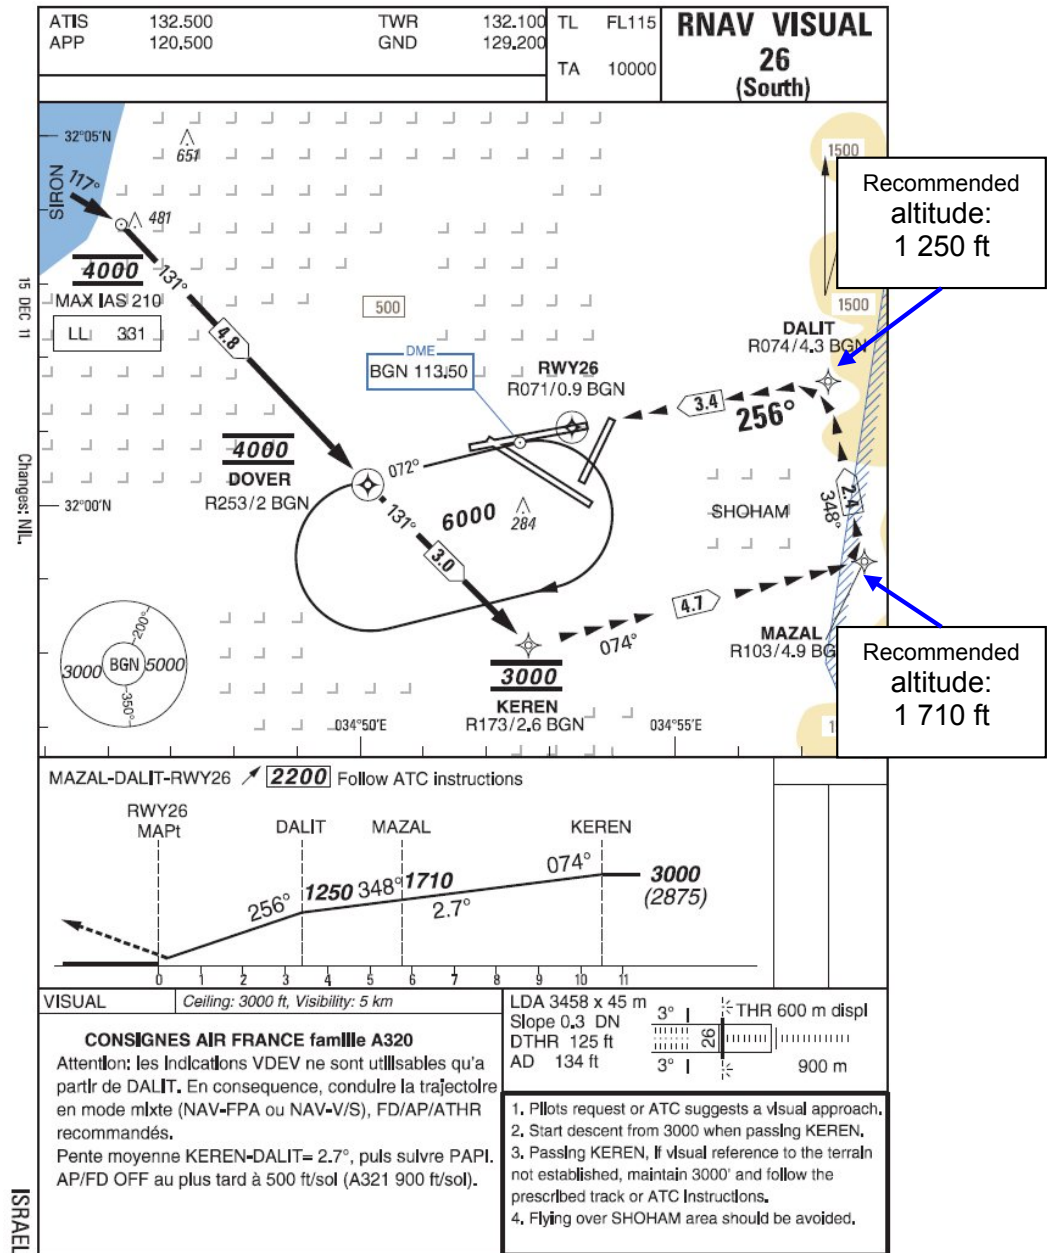 ATIS 132.500 TWR 132.100 TL FL115
APP 120.500 GND 129.200
TA 10000
RNAV VISUAL
26
(South)
32°05'N
651
1500
SIRON
117°
481
4000
131°
MAX IAS 210
LL 331
4.8
500
1500
Recommended
altitude:
1 250 ft
DALIT
R074/4.3 BGN
DME
BGN 113.50
RWY26
R071/0.9 BGN
3.4
256°
4000
DOVER
R253/2 BGN
072°
32°00'N
131°
6000
284
SHOHAM
2.4
348°
3.0
4.7
074°
MAZAL
R103/4.9 BG
Recommended
altitude:
1 710 ft
200°
3000 BGN 5000
350°
3000
KEREN
R173/2.6 BGN
034°50'E
034°55'E
1
15 DEC 11
Changes: NIL.
ISRAEL
MAZAL-DALIT-RWY26 2200 Follow ATC instructions
RWY26
MAPt
DALIT MAZAL KEREN
256° 1250 348° 1710 2.7° 074° 3000
(2875)
0 1 2 3 4 5 6 7 8 9 10 11
VISUAL Ceiling: 3000 ft, Visibility: 5 km
CONSIGNES AIR FRANCE famille A320
Attention: les indications VDEV ne sont utilisables qu'a
partir de DALIT. En consequence, conduire la trajectoire
en mode mixte (NAV-FPA ou NAV-V/S), FD/AP/ATHR
recommandés.
Pente moyenne KEREN-DALIT= 2.7°, puis suivre PAPI.
AP/FD OFF au plus tard à 500 ft/sol (A321 900 ft/sol).
LDA 3458 x 45 m
Slope 0.3 DN
DTHR 125 ft
AD 134 ft
3°
26
3°
THR 600 m displ
900 m
1. Pilots request or ATC suggests a visual approach.
2. Start descent from 3000 when passing KEREN.
3. Passing KEREN, if visual reference to the terrain
not established, maintain 3000' and follow the
prescribed track or ATC Instructions.
4. Flying over SHOHAM area should be avoided.